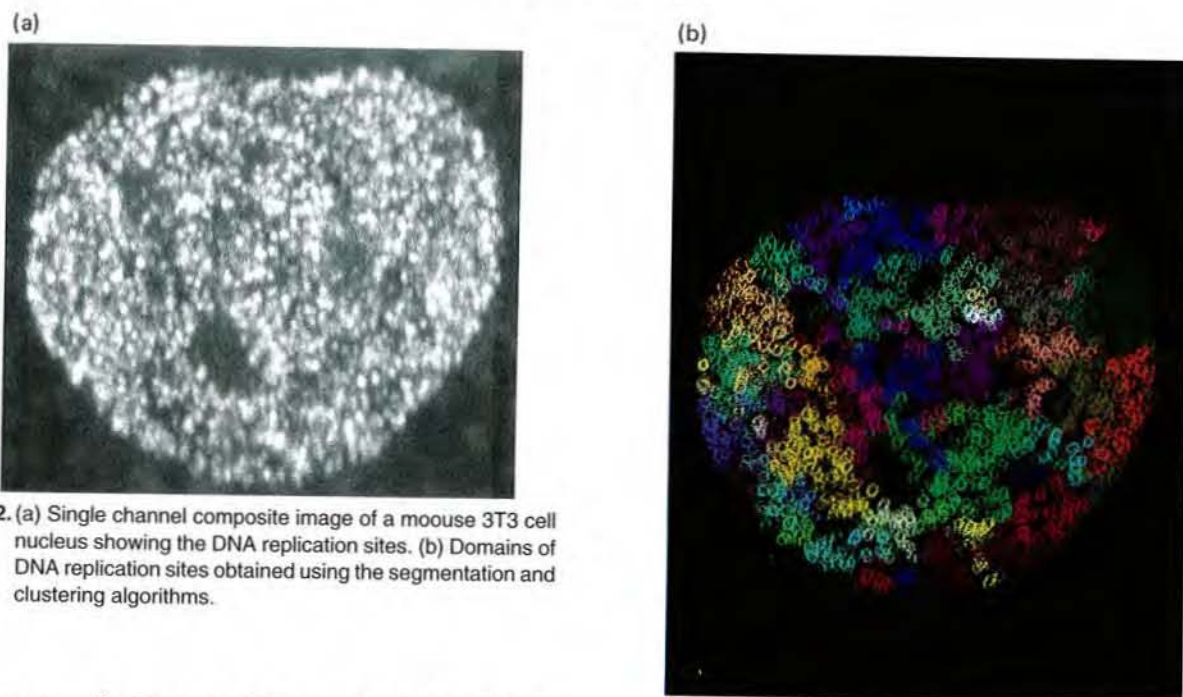 (a)
(b)
2. (a) Single channel composite image of a moouse 3T3 cell
nucleus showing the DNA replication sites. (b) Domains of
DNA replication sites obtained using the segmentation and
clustering algorithms.